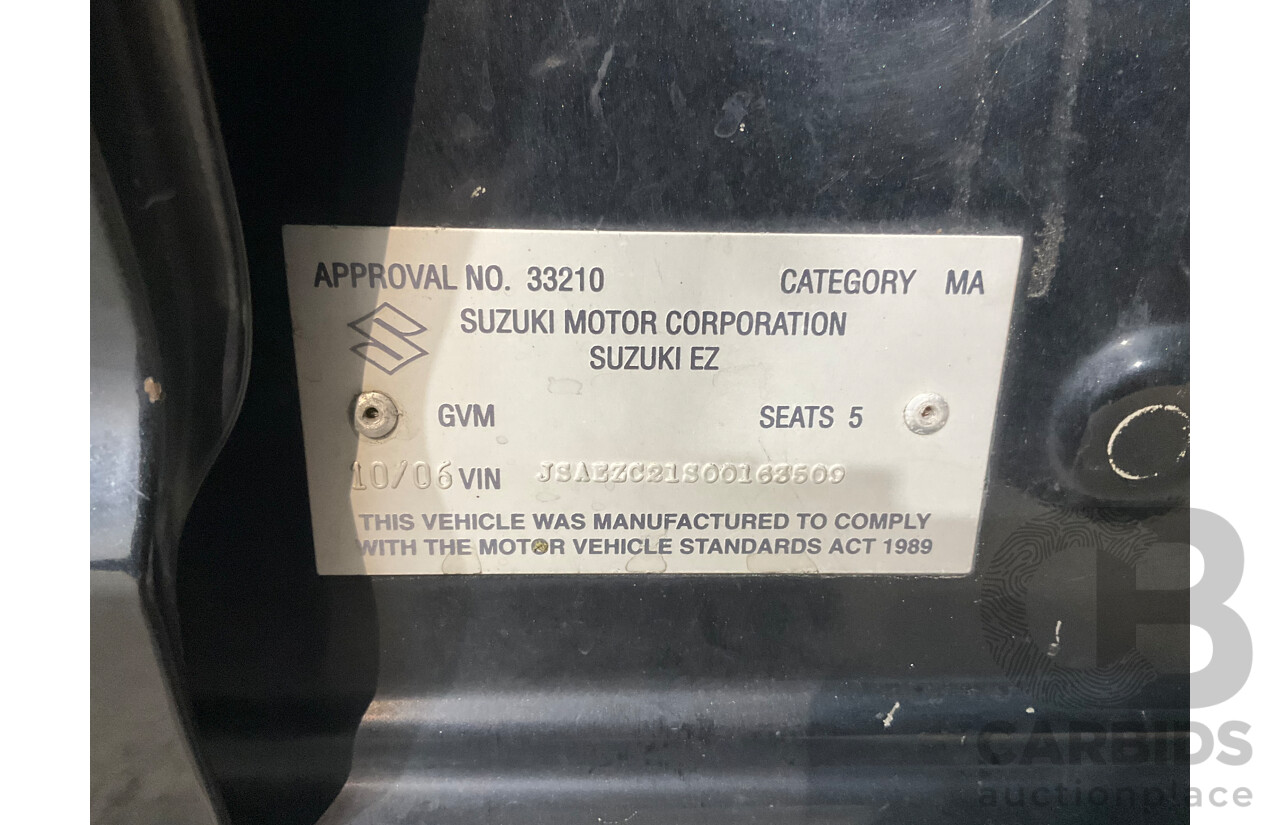 APPROVAL NO. 33210 CATEGORY MA
SUZUKI MOTOR CORPORATION
SUZUKI EZ
GVM SEATS 5
10/06 VIN JSAEZC21S00163509
THIS VEHICLE WAS MANUFACTURED TO COMPLY
WITH THE MOTOR VEHICLE STANDARDS ACT 1989
CB
CARBIDS
auctionplace